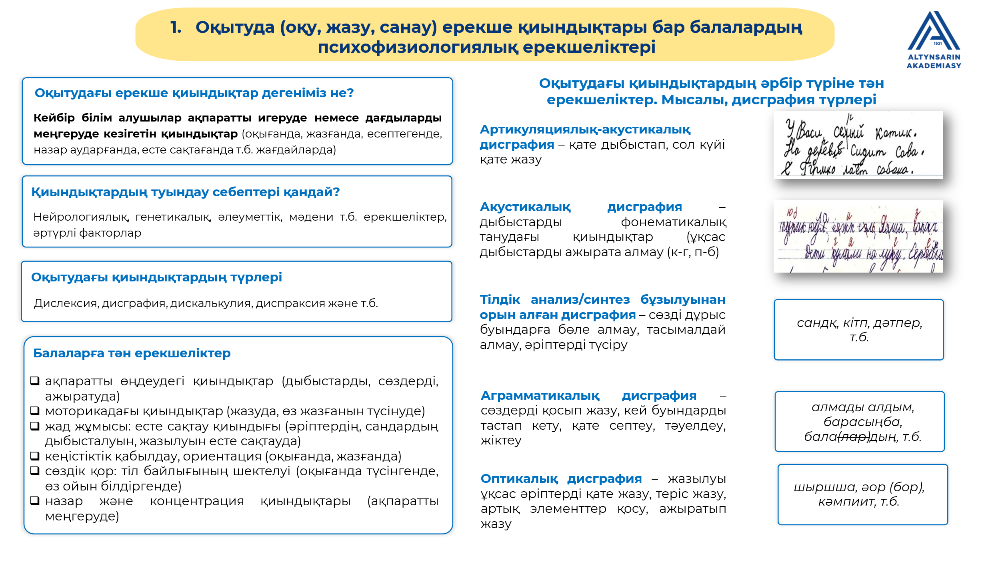 1. Оқытуда (оқу, жазу, санау) ерекше қиындықтары бар балалардың
психофизиологиялық ерекшеліктері
1921
ALTYNSARIN
AKADEMIASY
Оқытудағы ерекше қиындықтар дегеніміз не?
Кейбір білім алушылар ақпаратты игеруде немесе дағдыларды
меңгеруде кезігетін қиындықтар (оқығанда, жазғанда, есептегенде,
назар аударғанда, есте сақтағанда т.б. жағдайларда)
Қиындықтардың туындау себептері қандай?
Нейрологиялық, генетикалық, әлеуметтік, мәдени т.б. ерекшеліктер,
әртүрлі факторлар
Оқытудағы қиындықтардың түрлері
Дислексия, дисграфия, дискалькулия, диспраксия және т.б.
Балаларға тән ерекшеліктер
❑ ақпаратты өңдеудегі қиындықтар (дыбыстарды, сөздерді,
ажыратуда)
❑ моторикадағы қиындықтар (жазуда, өз жазғанын түсінуде)
❑ жад жұмысы: есте сақтау қиындығы (әріптердің, сандардың
дыбысталуын, жазылуын есте сақтауда)
❑ кеңістіктік қабылдау, ориентация (оқығанда, жазғанда)
❑ сөздік қор: тіл байлығының шектелуі (оқығанда түсінгенде,
өз ойын білдіргенде)
❑ назар және концентрация қиындықтары (ақпаратты
меңгеруде)
Оқытудағы қиындықтардың әрбір түріне тән
ерекшеліктер. Мысалы, дисграфия түрлері
Артикуляциялық-акустикалық
дисграфия – қате дыбыстап, сол күйі
қате жазу
У Васи, серый котик.
На дереве сидит сова.
лает собака.
Акустикалық дисграфия –
дыбыстарды фонематикалық
танудағы қиындықтар (ұқсас
дыбыстарды ажырата алмау (к-г, п-б)
Дети на
Тілдік анализ/синтез бұзылуынан
орын алған дисграфия – сөзді дұрыс
буындарға бөле алмау, тасымалдай
алмау, әріптерді түсіру
сандқ, кітп, дәтпер,
т.б.
Аграмматикалық дисграфия –
сөздерді қосып жазу, кей буындарды
тастап кету, қате септеу, тәуелдеу,
жіктеу
алмады алдым,
барасыңба,
бала(лар)дың, т.б.
Оптикалық дисграфия – жазылуы
ұқсас әріптерді қате жазу, теріс жазу,
артық элементтер қосу, ажыратып
жазу
шыршша, әор (бор),
кәмпиит, т.б.